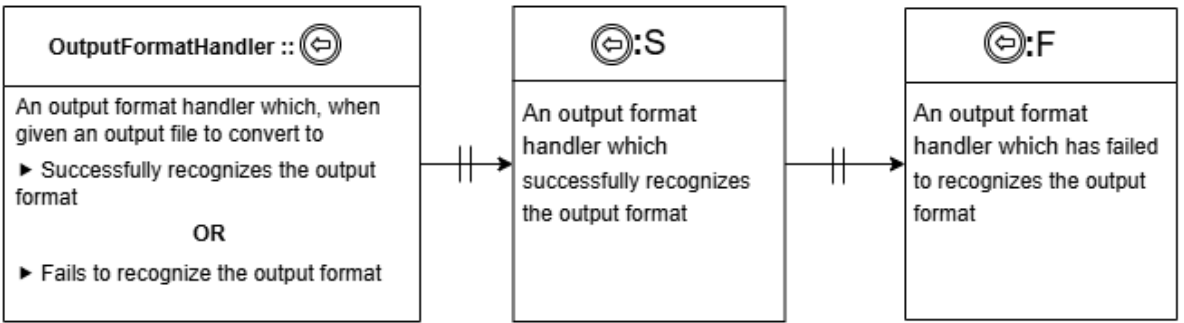 OutputFormatHandler ::
An output format handler which, when
given an output file to convert to
▶ Successfully recognizes the output
format
OR
▶ Fails to recognize the output format
:S
An output format
handler which
successfully recognizes
the output format
:F
An output format
handler which has failed
to recognizes the output
format